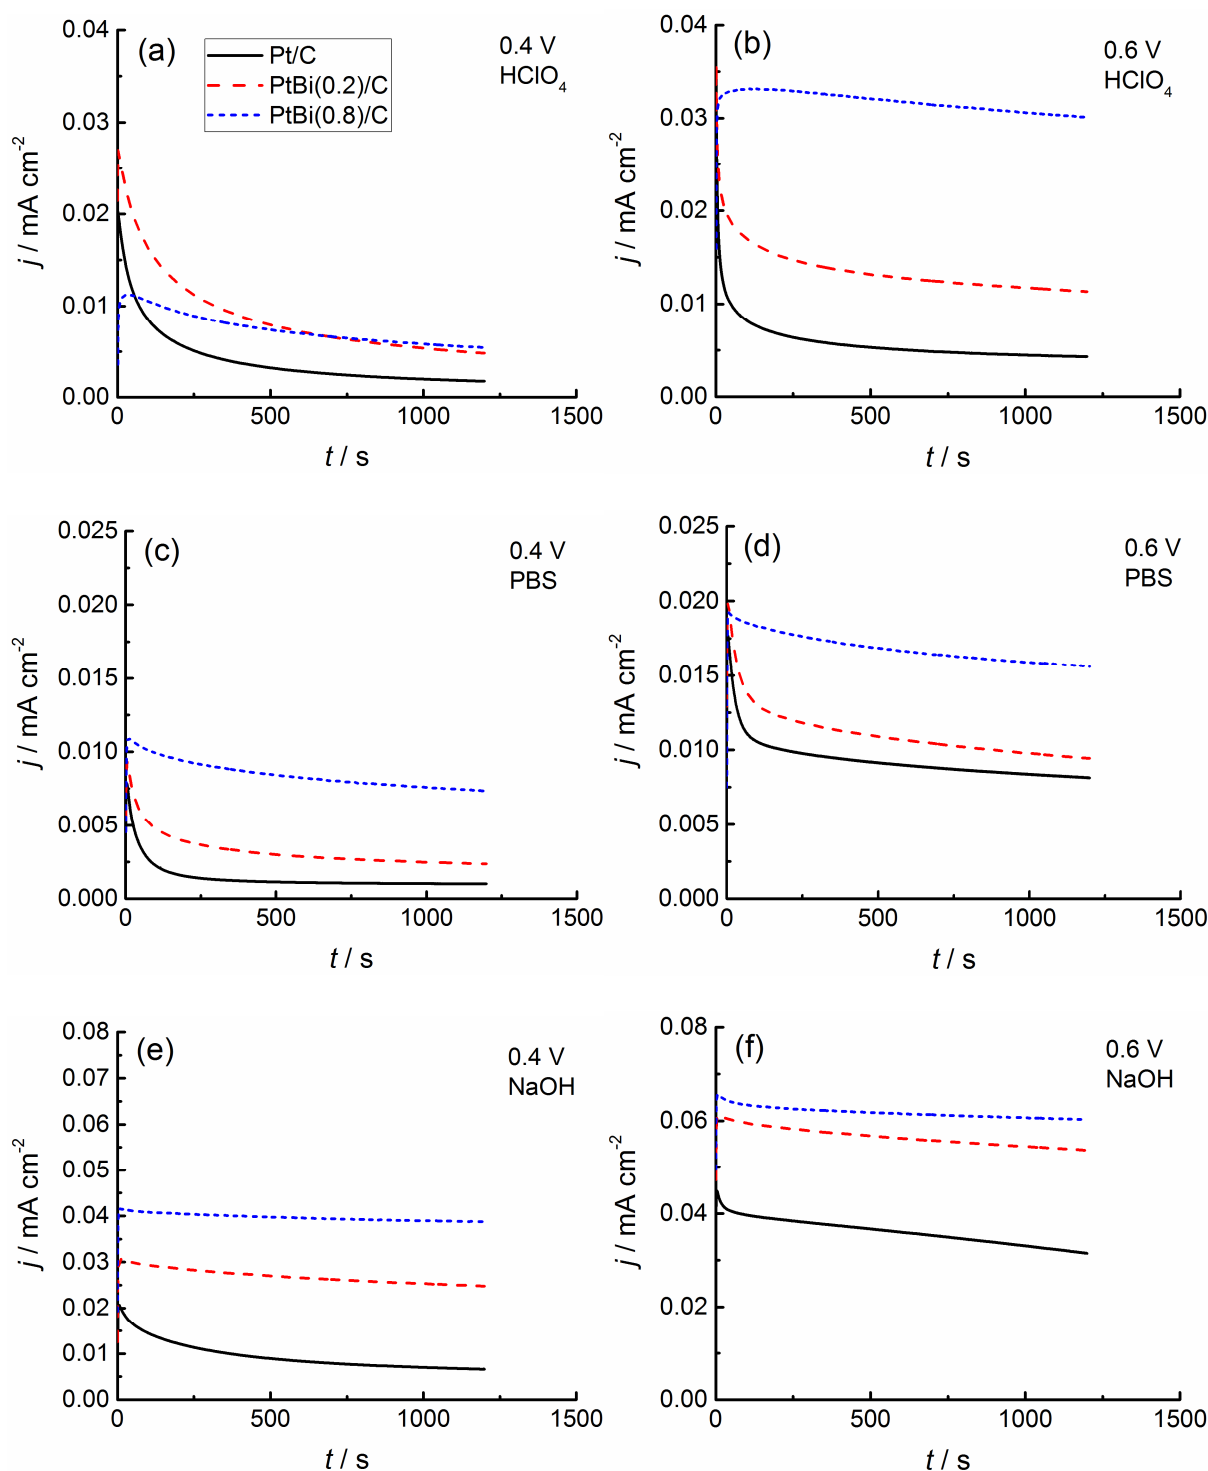 (a)
Pt/C
PtBi(0.2)/C
PtBi(0.8)/C
0.4 V
HClO4
0.04
0.03
0.02
0.01
0.00
j / mA cm-2
0 500 1000 1500
t / s
(b)
0.6 V
HClO4
0.04
0.03
0.02
0.01
0.00
j / mA cm-2
0 500 1000 1500
t / s
(c)
0.4 V
PBS
0.025
0.020
0.015
0.010
0.005
0.000
j / mA cm-2
0 500 1000 1500
t / s
(d)
0.6 V
PBS
0.025
0.020
0.015
0.010
0.005
0.000
j / mA cm-2
0 500 1000 1500
t / s
(e)
0.4 V
NaOH
0.08
0.07
0.06
0.05
0.04
0.03
0.02
0.01
0.00
j / mA cm-2
0 500 1000 1500
t / s
(f)
0.6 V
NaOH
0.08
0.06
0.04
0.02
0.00
j / mA cm-2
0 500 1000 1500
t / s